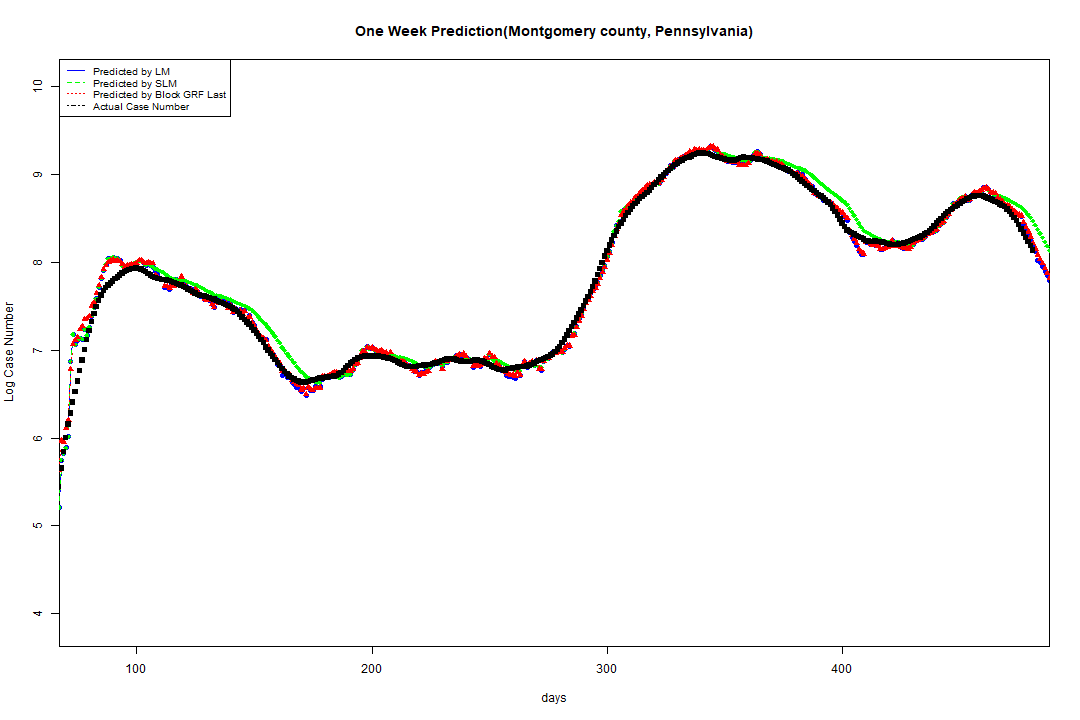 One Week Prediction(Montgomery county, Pennsylvania)
Predicted by LM
Predicted by SLM
Predicted by Block GRF Last
Actual Case Number
10
9
8
7
6
5
4
Log Case Number
100 200 300 400
days